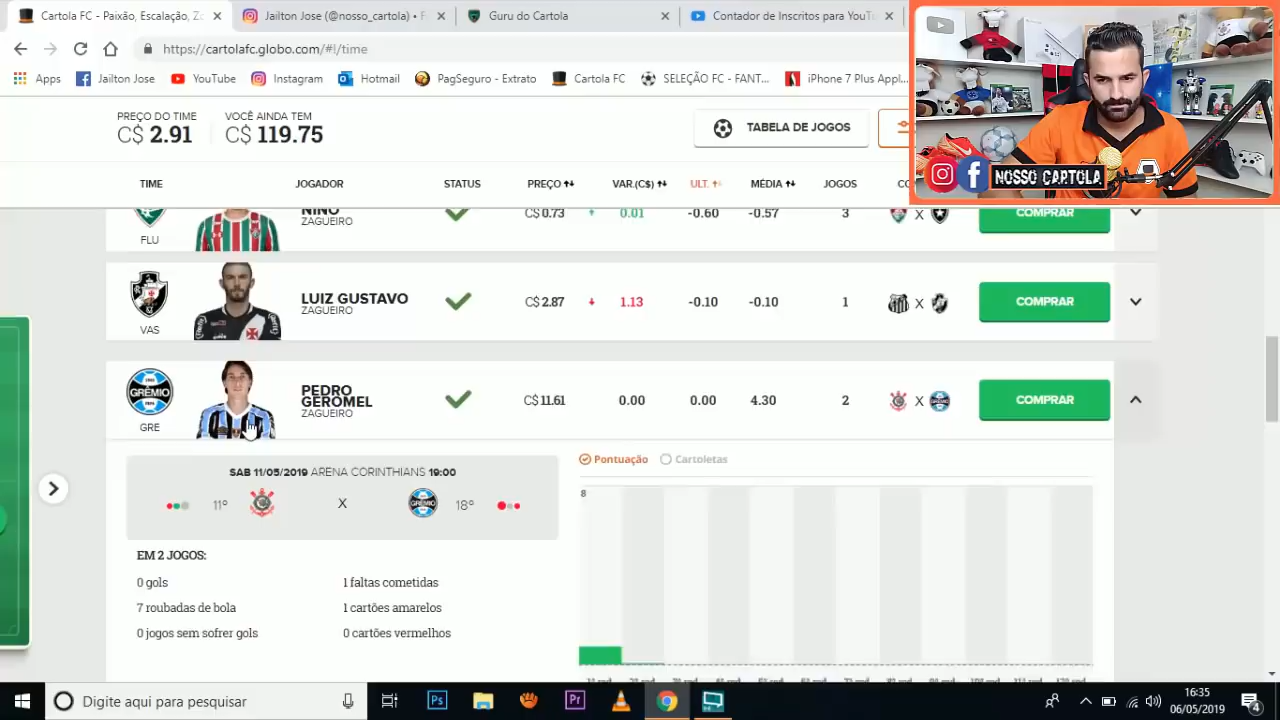 Cartola FC - Paixão, Escalação, Z
Jailton Jose (@nosso_cartola) • F
Guru do Cartola
Contador de Inscritos para YouTu
https://cartolafc.globo.com/#!/time
Apps
Jailton Jose
YouTube
Instagram
Hotmail
PagSeguro - Extrato
Cartola FC
SELEÇÃO FC - FANT...
iPhone 7 Plus Appl...
NOSSO CARTOLA
PREÇO DO TIME
C$ 2.91
VOCÊ AINDA TEM
C$ 119.75
TABELA DE JOGOS
TIME
JOGADOR
STATUS
PREÇO
VAR.(C$)
ULT.
MÉDIA
JOGOS
FLU
NINO
ZAGUEIRO
C$ 0.73
0.01
-0.60
-0.57
3
X
COMPRAR
VAS
LUIZ GUSTAVO
ZAGUEIRO
C$ 2.87
1.13
-0.10
-0.10
1
X
COMPRAR
GRE
PEDRO
GEROMEL
ZAGUEIRO
C$ 11.61
0.00
0.00
4.30
2
X
COMPRAR
SAB 11/05/2019 ARENA CORINTHIANS 19:00
11º
X
18º
EM 2 JOGOS:
0 gols
1 faltas cometidas
7 roubadas de bola
1 cartões amarelos
0 jogos sem sofrer gols
0 cartões vermelhos
Pontuação
Cartoletas
8
Digite aqui para pesquisar
16:35
06/05/2019
4